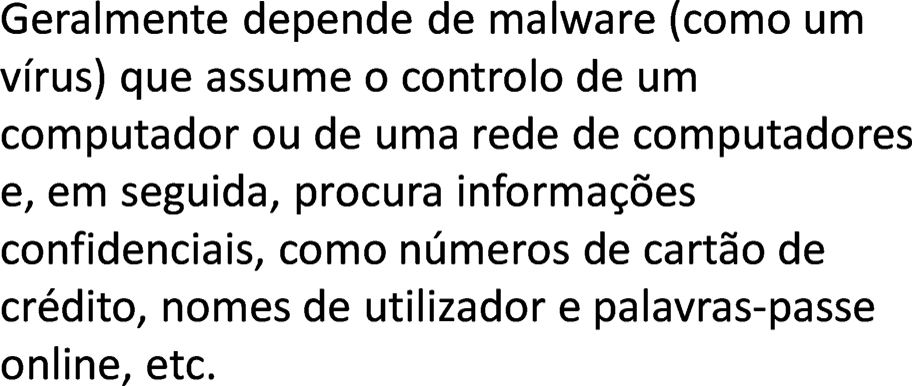 Geralmente depende de malware (como um
vírus) que assume o controlo de um
computador ou de uma rede de computadores
e, em seguida, procura informações
confidenciais, como números de cartão de
crédito, nomes de utilizador e palavras-passe
online, etc.